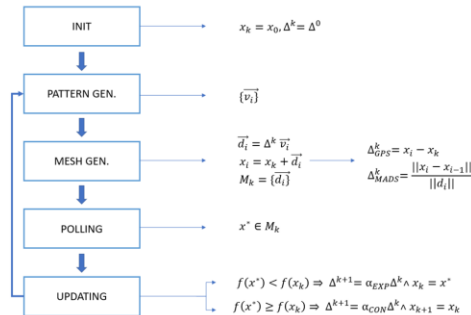 INIT
x_k = x_0, Δ^k = Δ^0
PATTERN GEN.
{v_i⃗}
MESH GEN.
d_i⃗ = Δ^k v_i⃗
x_i = x_k + d_i⃗
M_k = {d_i⃗}
Δ^k_GPS = x_i − x_k
Δ^k_MADS = ||x_i − x_{i−1}|| / ||d_i||
POLLING
x* ∈ M_k
UPDATING
f(x*) < f(x_k) ⇒ Δ^{k+1} = α_EXP Δ^k ∧ x_k = x*
f(x*) ≥ f(x_k) ⇒ Δ^{k+1} = α_CON Δ^k ∧ x_{k+1} = x_k